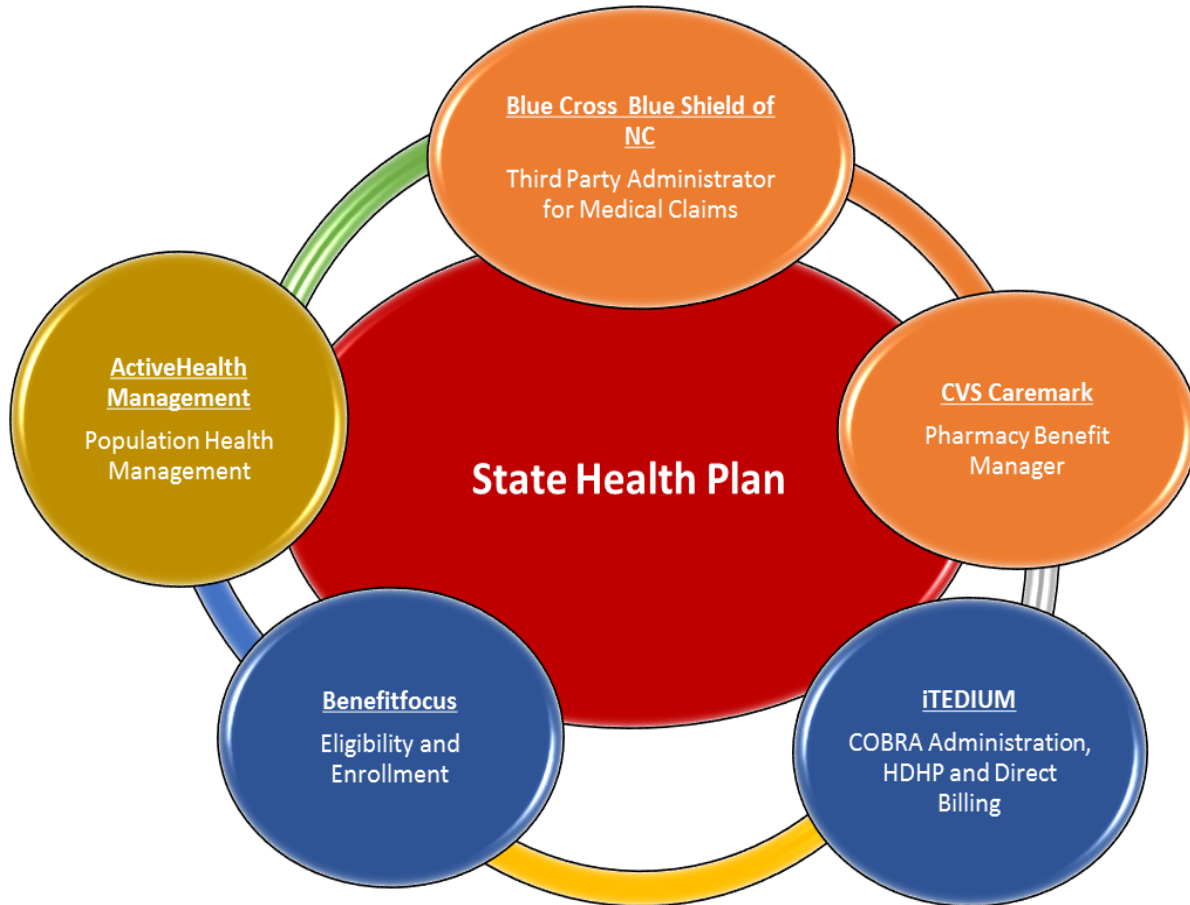 Blue Cross Blue Shield of
NC
Third Party Administrator
for Medical Claims
ActiveHealth
Management
Population Health
Management
CVS Caremark
Pharmacy Benefit
Manager
State Health Plan
Benefitfocus
Eligibility and
Enrollment
iTEDIUM
COBRA Administration,
HDHP and Direct
Billing